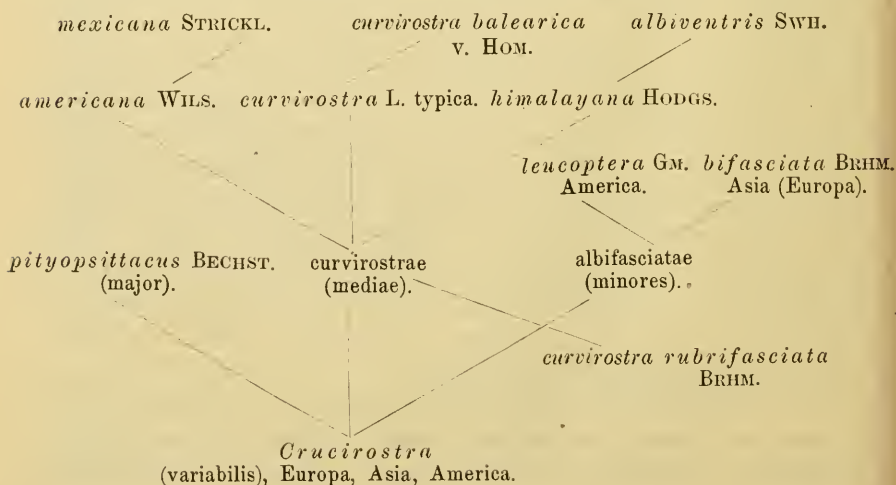 mexicana STRICKL. curvirostra balearica albiventris SWH.
V. HOM.
americana WILS. curvirostra L. typica. himalayana HODGS.
leucoptera GM. bifasciata BRHM.
America. Asia (Europa).
pityopsittacus BECHST. curvirostrae albifasciatae
(major). (mediae). (minores).
curvirostra rubrifasciata
BRHM.
Crucirostra
(variabilis), Europa, Asia, America.